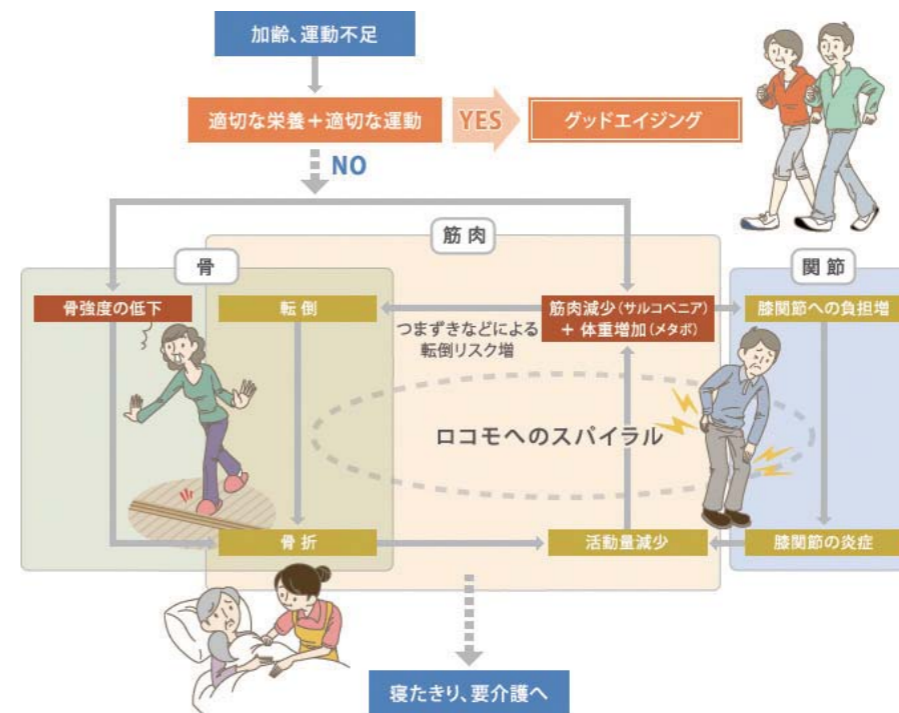 加齢、運動不足
適切な栄養+適切な運動
YES
グッドエイジング
NO
筋肉
骨
関節
骨強度の低下
転倒
筋肉減少(サルコペニア)
+ 体重増加(メタボ)
膝関節への負担増
つまずきなどによる
転倒リスク増
ロコモへのスパイラル
骨折
活動量減少
膝関節の炎症
寝たきり、要介護へ